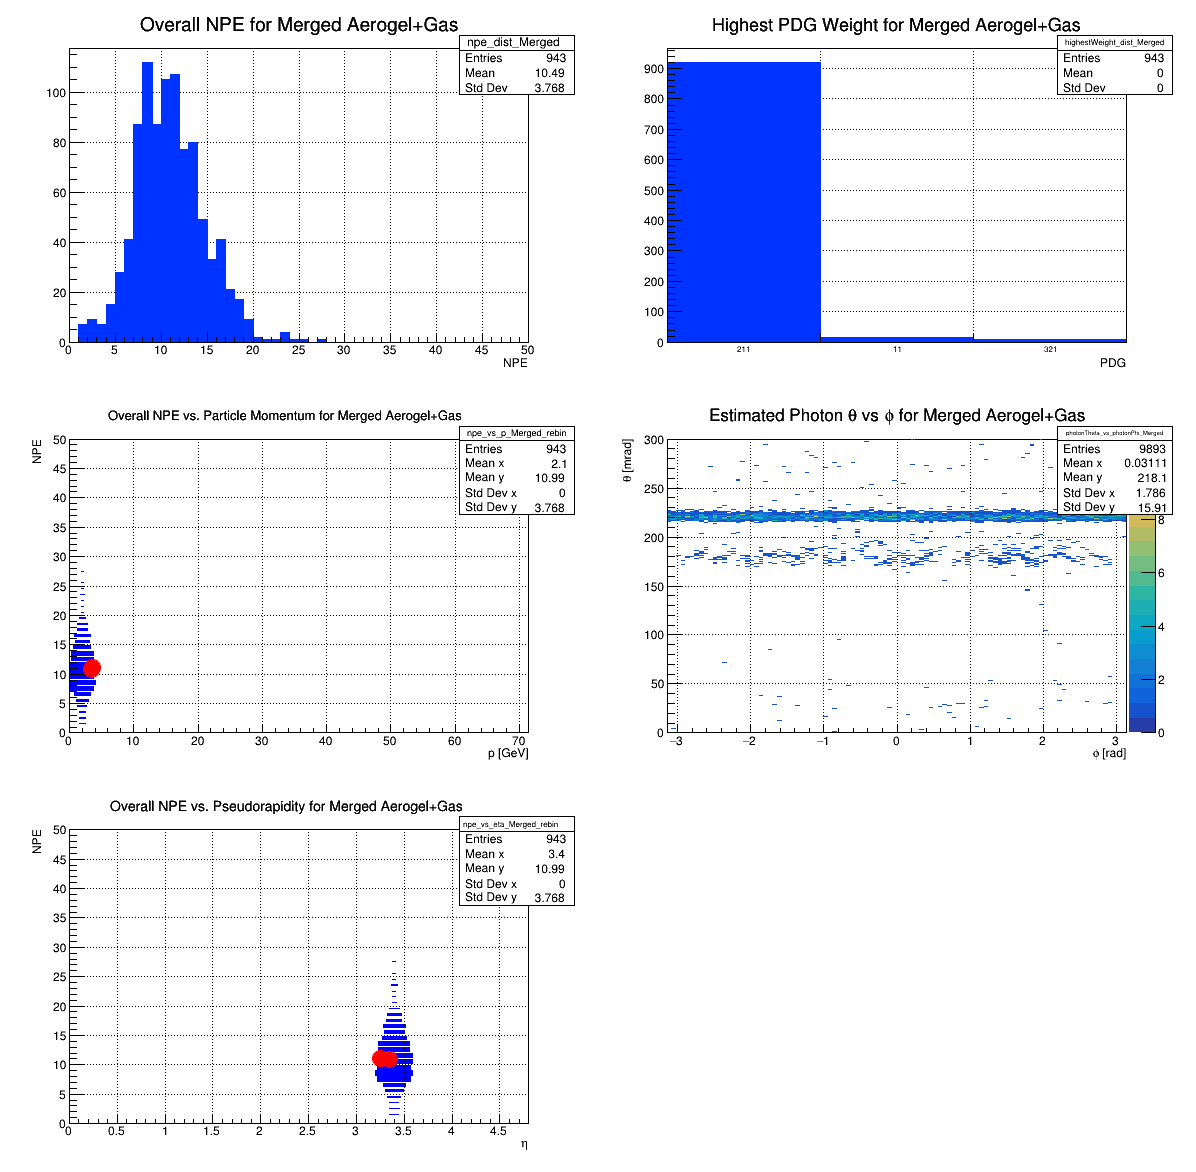 Overall NPE for Merged Aerogel+Gas
npe_dist_Merged
Entries 943
Mean 10.49
Std Dev 3.768
100
80
60
40
20
0
0 5 10 15 20 25 30 35 40 45 50
NPE
Highest PDG Weight for Merged Aerogel+Gas
highestWeight_dist_Merged
Entries 943
Mean 0
Std Dev 0
900
800
700
600
500
400
300
200
100
0
211 11 321
PDG
Overall NPE vs. Particle Momentum for Merged Aerogel+Gas
npe_vs_p_Merged_rebin
Entries 943
Mean x 2.1
Mean y 10.99
Std Dev x 0
Std Dev y 3.768
NPE
50
45
40
35
30
25
20
15
10
5
0
0 10 20 30 40 50 60 70
p [GeV]
Estimated Photon θ vs ϕ for Merged Aerogel+Gas
photonTheta_vs_photonPhi_Merged
Entries 9893
Mean x 0.03111
Mean y 218.1
Std Dev x 1.786
Std Dev y 15.91
θ [mrad]
300
250
200
150
100
50
0
−3 −2 −1 0 1 2 3
ϕ [rad]
8
6
4
2
0
Overall NPE vs. Pseudorapidity for Merged Aerogel+Gas
npe_vs_eta_Merged_rebin
Entries 943
Mean x 3.4
Mean y 10.99
Std Dev x 0
Std Dev y 3.768
NPE
50
45
40
35
30
25
20
15
10
5
0
0 0.5 1 1.5 2 2.5 3 3.5 4 4.5
η